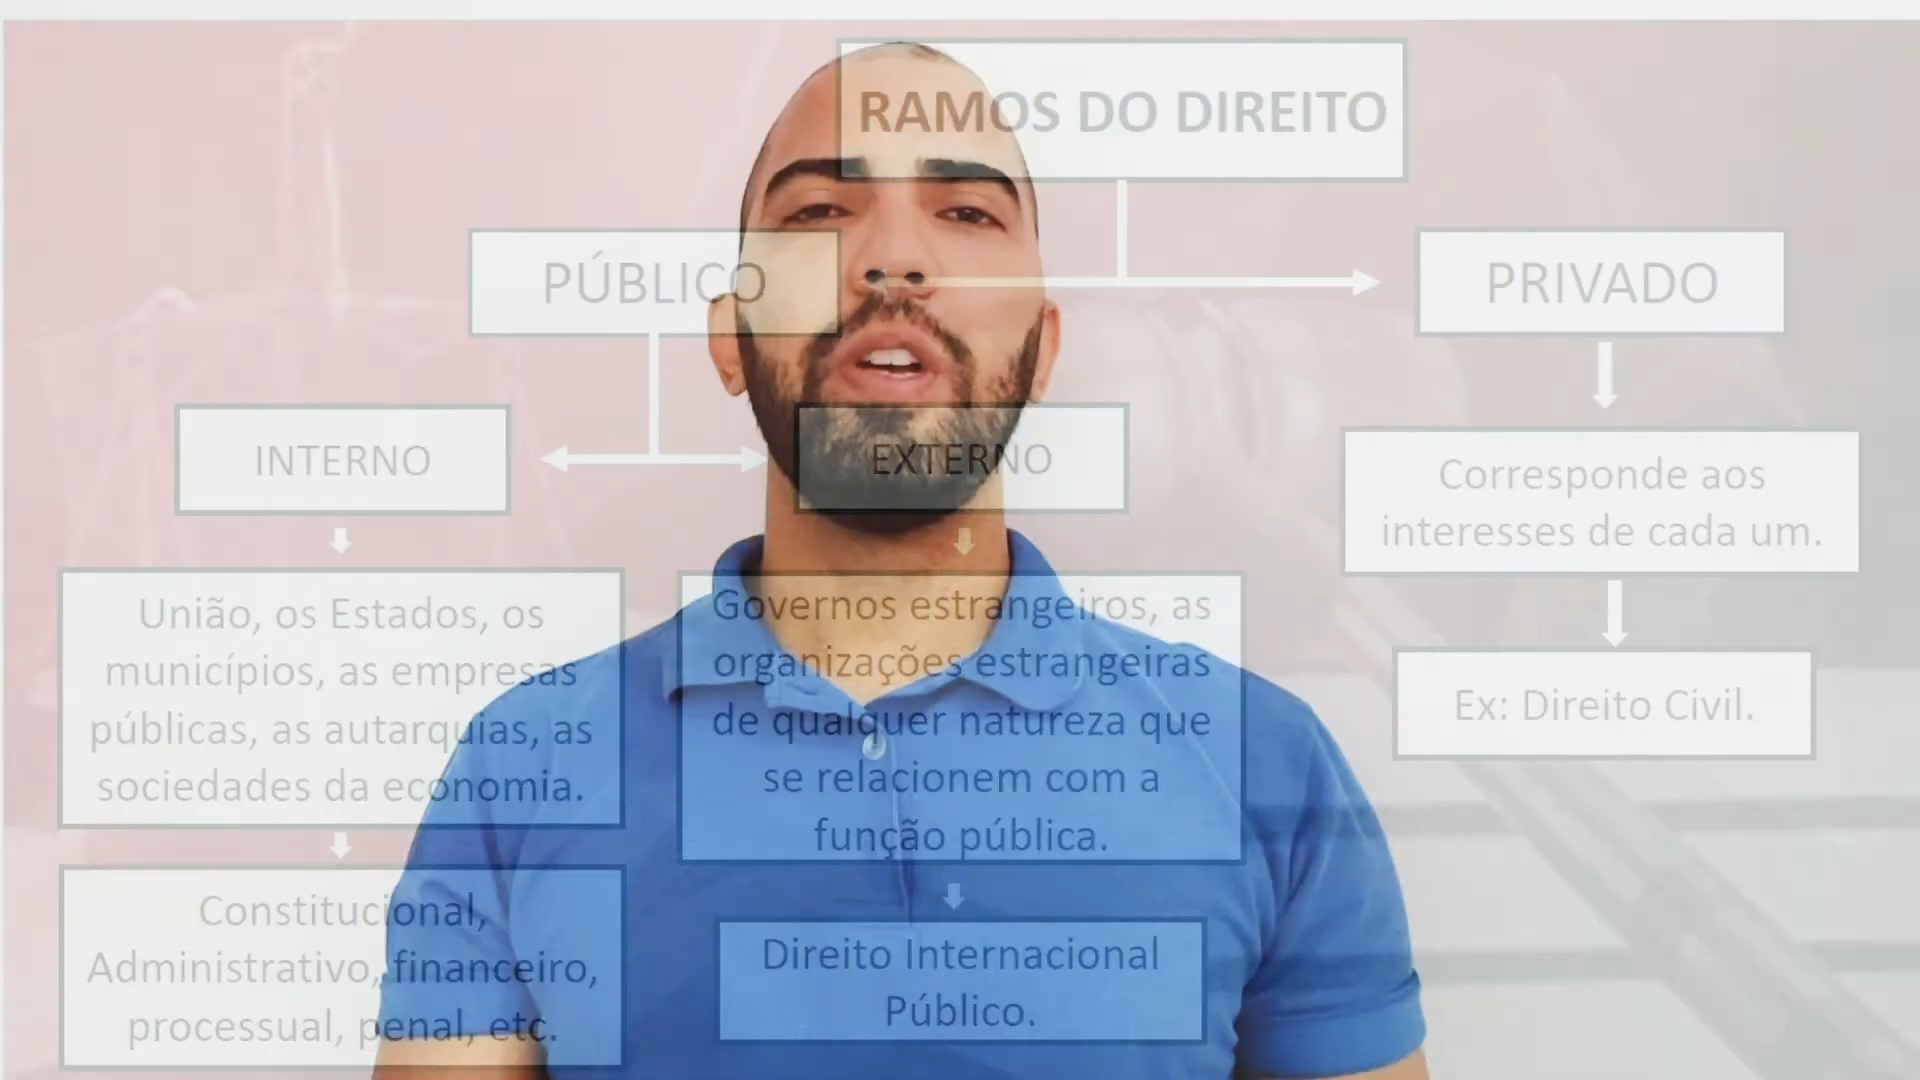 RAMOS DO DIREITO
PÚBLICO
PRIVADO
INTERNO
EXTERNO
Corresponde aos
interesses de cada um.
União, os Estados, os
municípios, as empresas
públicas, as autarquias, as
sociedades da economia.
Governos estrangeiros, as
organizações estrangeiras
de qualquer natureza que
se relacionem com a
função pública.
Ex: Direito Civil.
Constitucional,
Administrativo, financeiro,
processual, penal, etc.
Direito Internacional
Público.